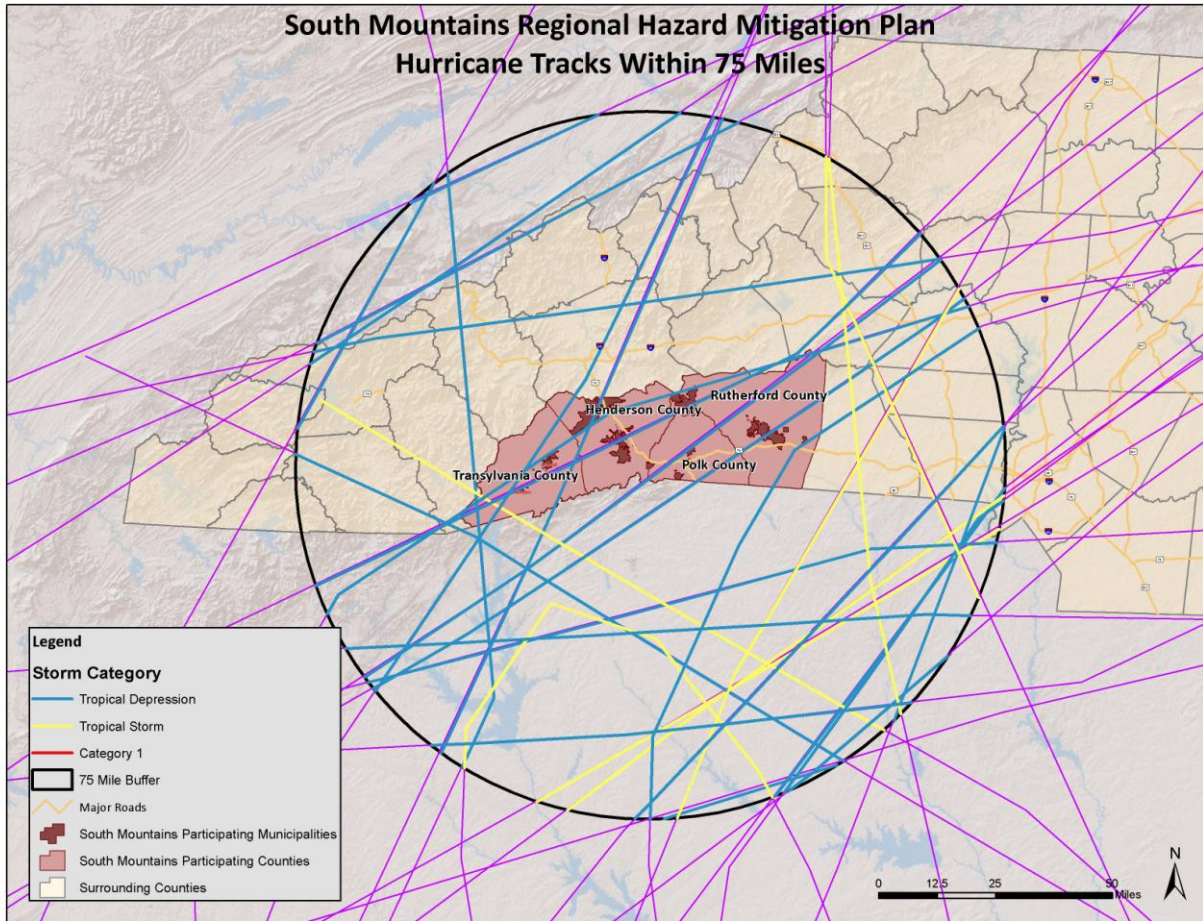 South Mountains Regional Hazard Mitigation Plan
Hurricane Tracks Within 75 Miles
Rutherford County
Henderson County
Polk County
Transylvania County
Legend
Storm Category
Tropical Depression
Tropical Storm
Category 1
75 Mile Buffer
Major Roads
South Mountains Participating Municipalities
South Mountains Participating Counties
Surrounding Counties
N
0 12.5 25 50
Miles